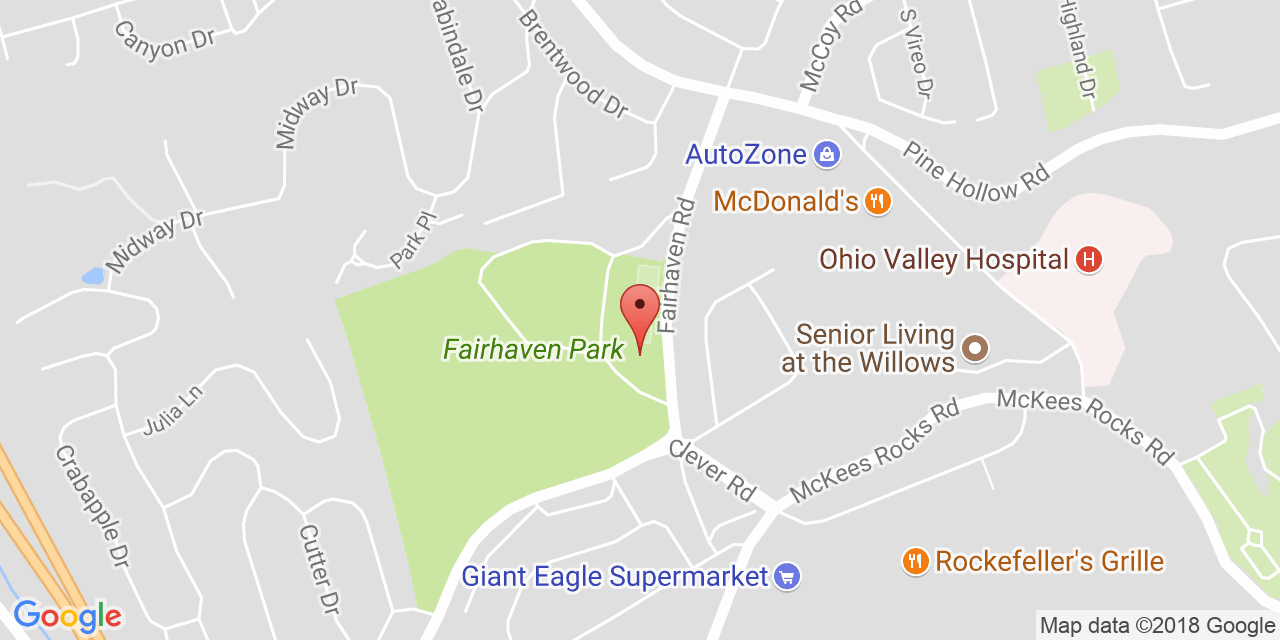 Canyon Dr
abindale Dr
Brentwood Dr
McCoy Rd
S Vireo Dr
Highland Dr
Midway Dr
AutoZone
Pine Hollow Rd
McDonald's
Fairhaven Rd
Midway Dr
Park Pl
Ohio Valley Hospital
H
Senior Living
at the Willows
Fairhaven Park
Julia Ln
McKees Rocks Rd
McKees Rocks Rd
Clever Rd
Crabapple Dr
Cutter Dr
Giant Eagle Supermarket
Rockefeller's Grille
Google
Map data ©2018 Google